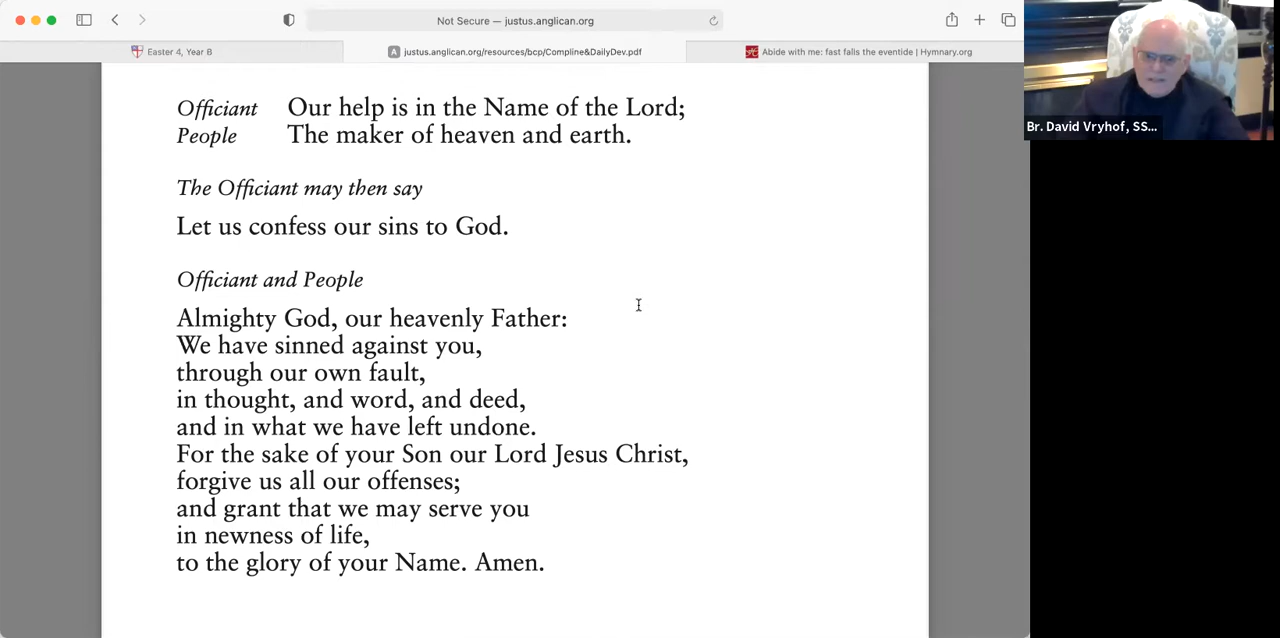 Not Secure — justus.anglican.org
Easter 4, Year B
justus.anglican.org/resources/bcp/Compline&DailyDev.pdf
Abide with me: fast falls the eventide | Hymnary.org
Br. David Vryhof, SS...
Officiant Our help is in the Name of the Lord;
People The maker of heaven and earth.
The Officiant may then say
Let us confess our sins to God.
Officiant and People
Almighty God, our heavenly Father:
We have sinned against you,
through our own fault,
in thought, and word, and deed,
and in what we have left undone.
For the sake of your Son our Lord Jesus Christ,
forgive us all our offenses;
and grant that we may serve you
in newness of life,
to the glory of your Name. Amen.